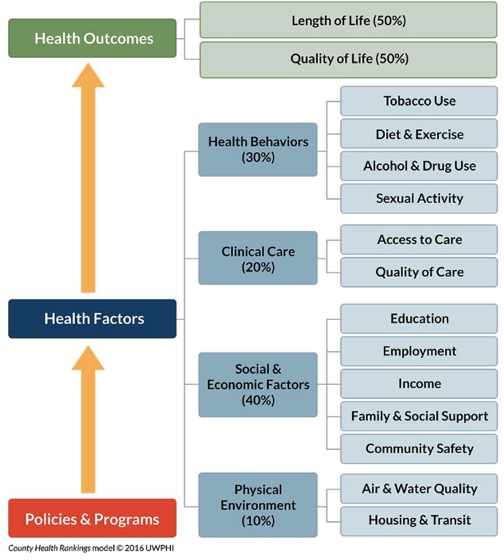 Health Outcomes
Length of Life (50%)
Quality of Life (50%)
Health Factors
Health Behaviors
(30%)
Tobacco Use
Diet & Exercise
Alcohol & Drug Use
Sexual Activity
Clinical Care
(20%)
Access to Care
Quality of Care
Social &
Economic Factors
(40%)
Education
Employment
Income
Family & Social Support
Community Safety
Physical
Environment
(10%)
Air & Water Quality
Housing & Transit
Policies & Programs
County Health Rankings model © 2016 UWPHI